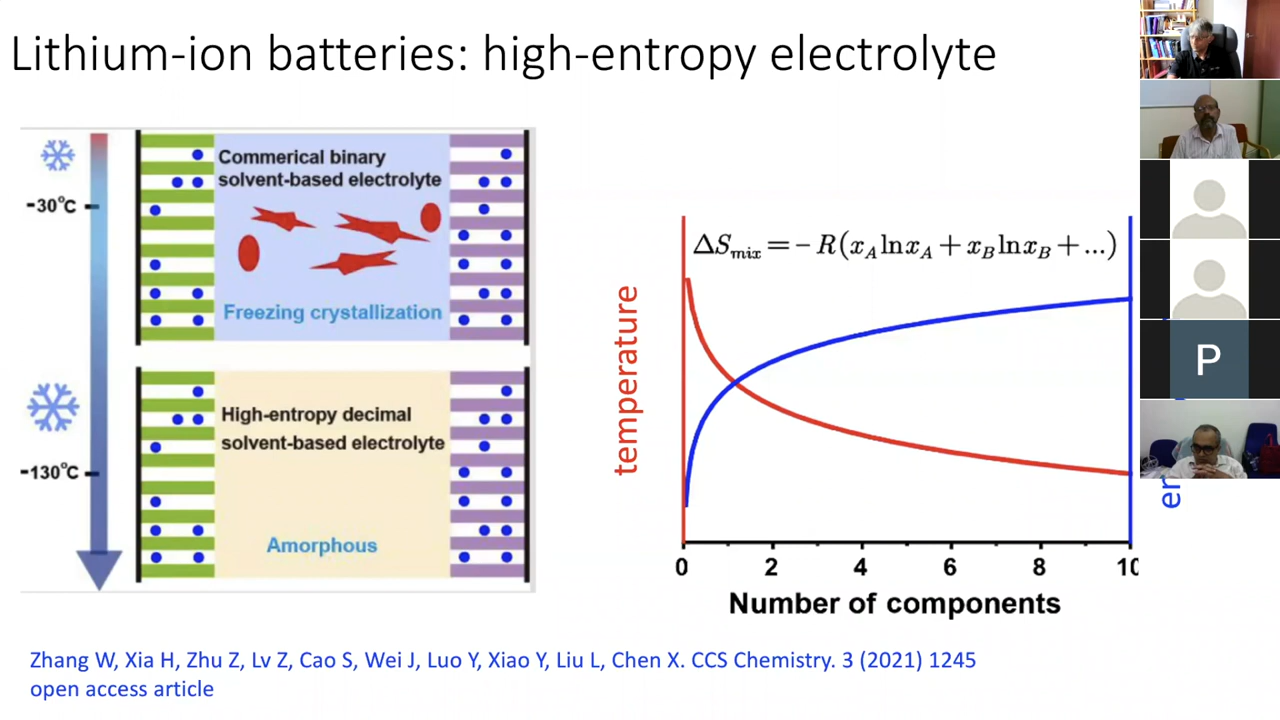 Lithium-ion batteries: high-entropy electrolyte
Commerical binary
solvent-based electrolyte
-30°C
Freezing crystallization
High-entropy decimal
solvent-based electrolyte
-130°C
Amorphous
ΔS_mix = – R(x_A ln x_A + x_B ln x_B + ...)
temperature
0 2 4 6 8 10
Number of components
P
Zhang W, Xia H, Zhu Z, Lv Z, Cao S, Wei J, Luo Y, Xiao Y, Liu L, Chen X. CCS Chemistry. 3 (2021) 1245
open access article